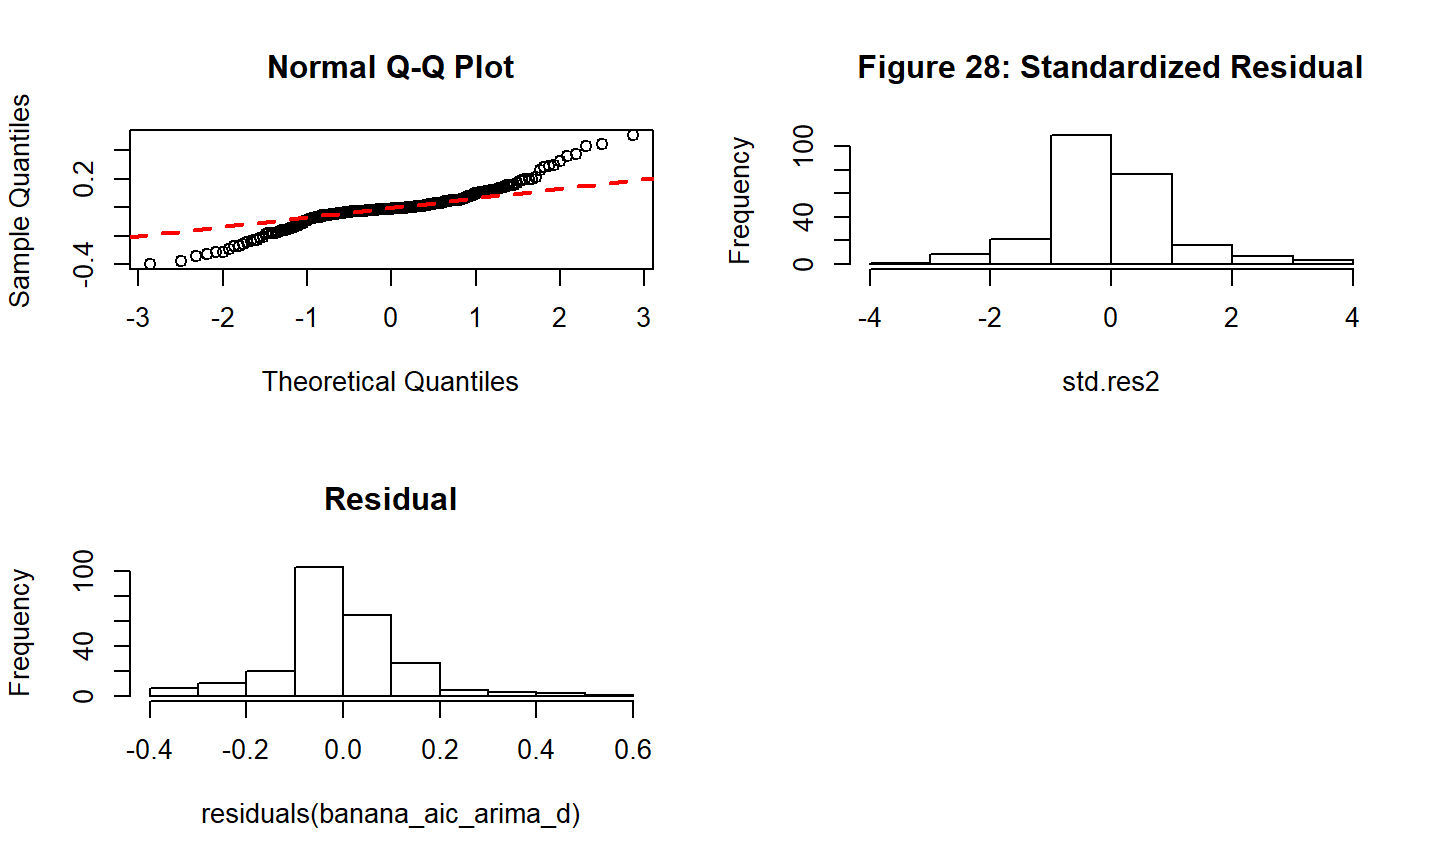 Normal Q-Q Plot
Sample Quantiles
-0.4 0.2
-3 -2 -1 0 1 2 3
Theoretical Quantiles
Figure 28: Standardized Residual
Frequency
0 40 100
-4 -2 0 2 4
std.res2
Residual
Frequency
0 40 100
-0.4 -0.2 0.0 0.2 0.4 0.6
residuals(banana_aic_arima_d)